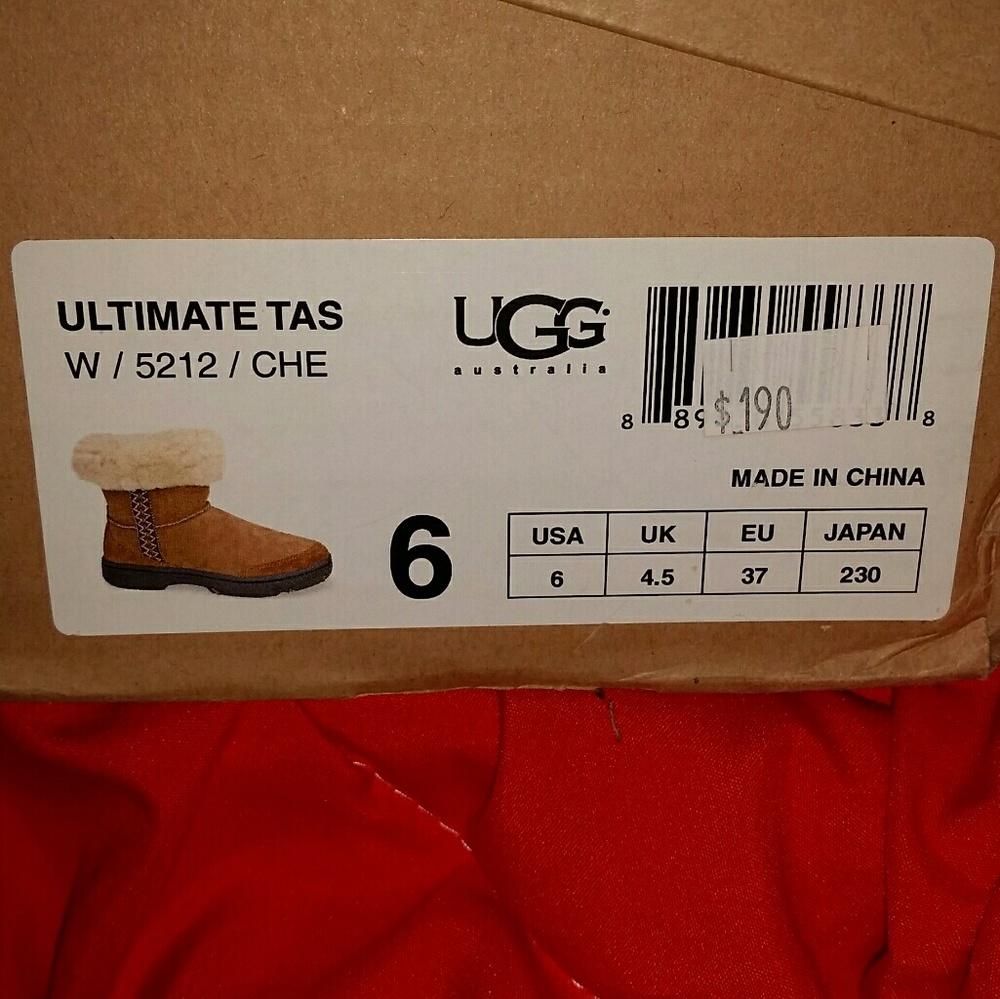 ULTIMATE TAS
W / 5212 / CHE
UGG
australia
$190
8 89 8
MADE IN CHINA
6
USA UK EU JAPAN
6 4.5 37 230